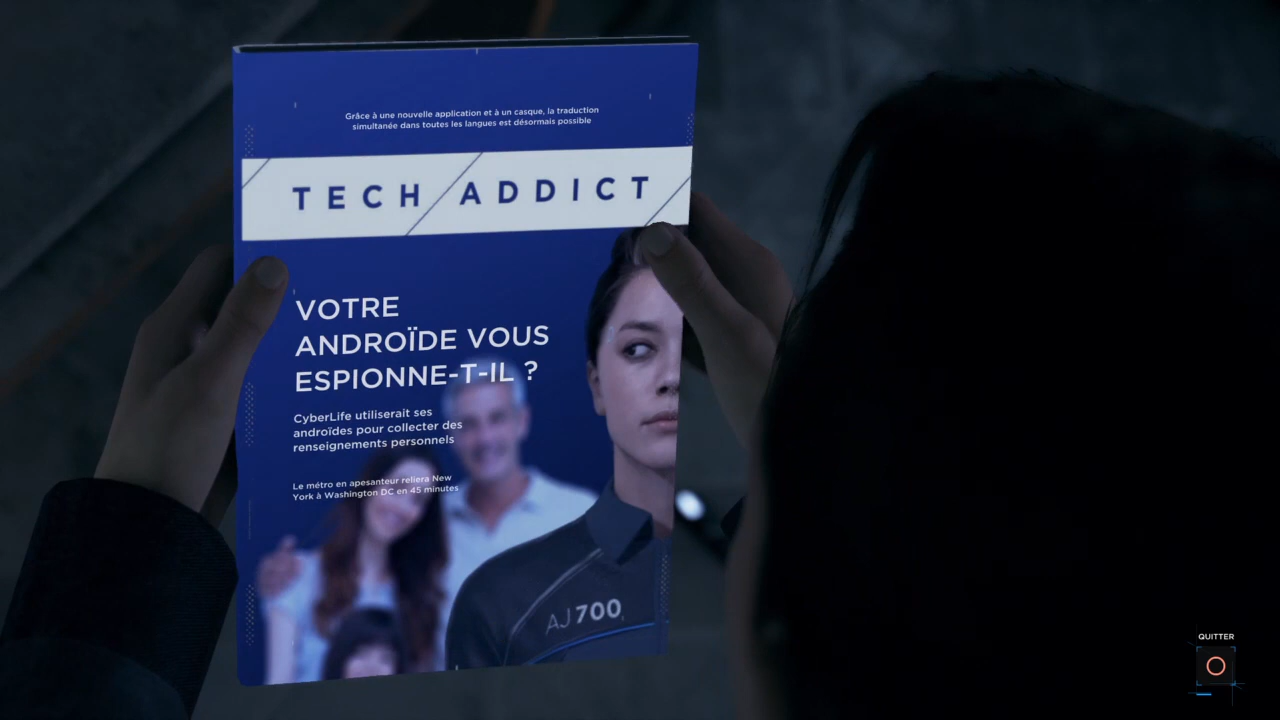 Grâce à une nouvelle application et à un casque, la traduction
simultanée dans toutes les langues est désormais possible
TECH ADDICT
VOTRE
ANDROÏDE VOUS
ESPIONNE-T-IL ?
CyberLife utiliserait ses
androïdes pour collecter des
renseignements personnels
Le métro en apesanteur reliera New
York à Washington DC en 45 minutes
AJ700
QUITTER